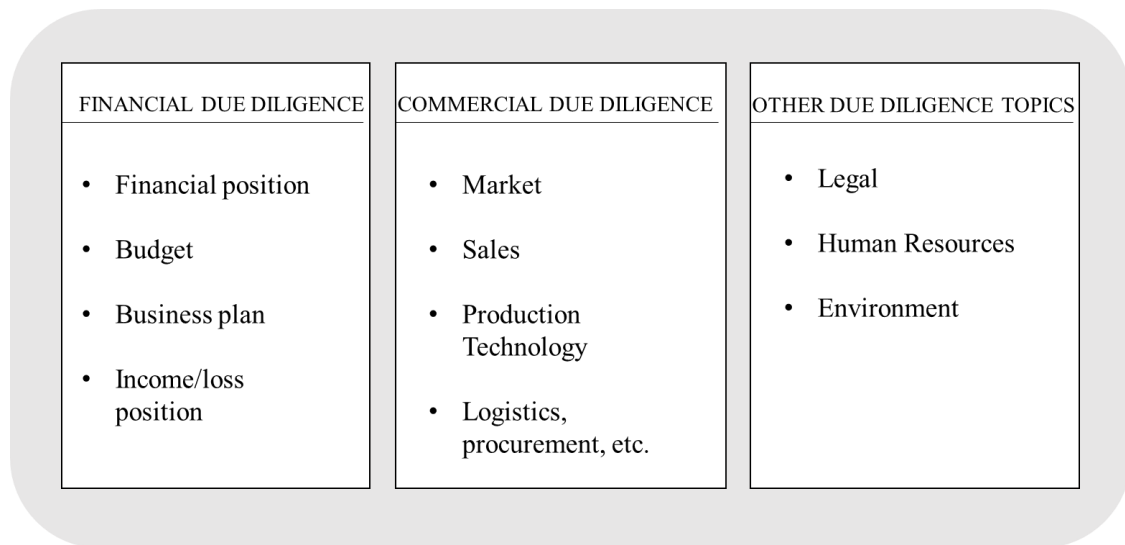 FINANCIAL DUE DILIGENCE
• Financial position
• Budget
• Business plan
• Income/loss
position
COMMERCIAL DUE DILIGENCE
• Market
• Sales
• Production
Technology
• Logistics,
procurement, etc.
OTHER DUE DILIGENCE TOPICS
• Legal
• Human Resources
• Environment